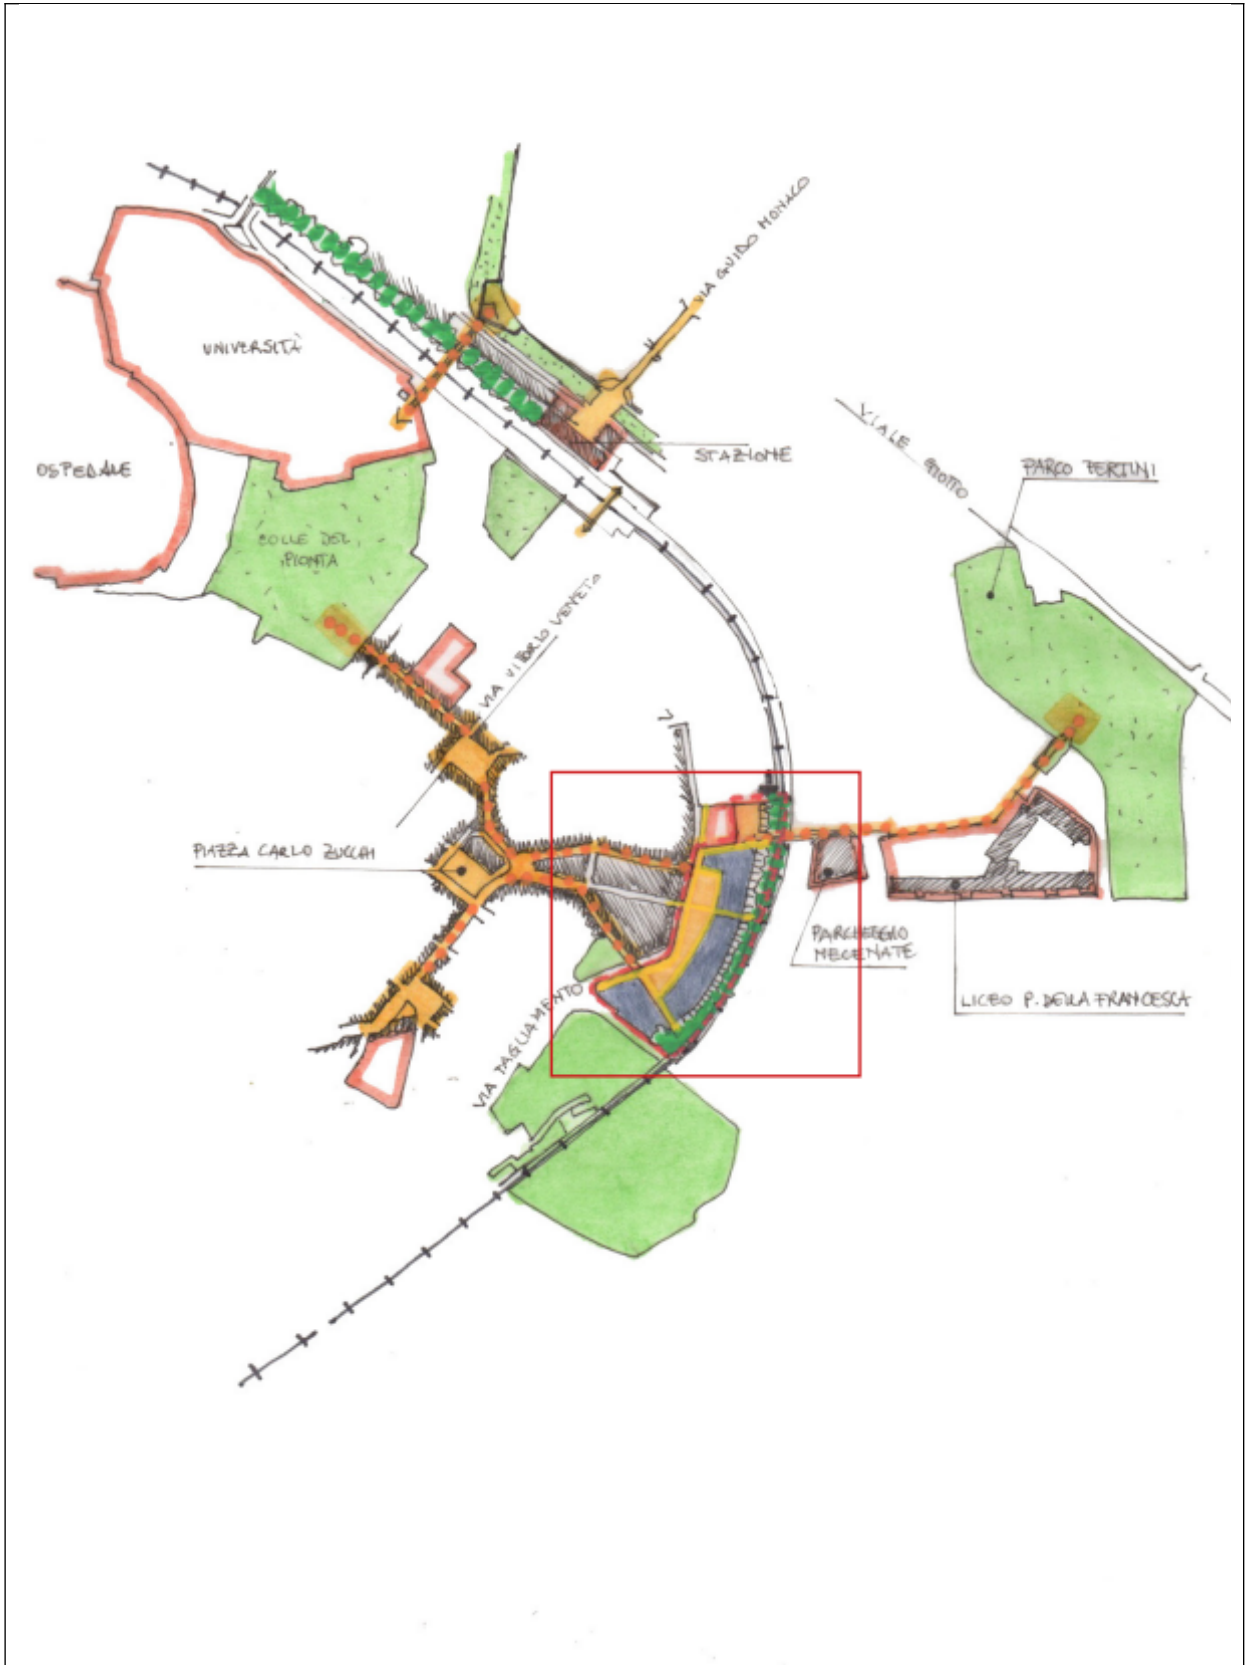 VIA GUIDO MONACO
UNIVERSITÀ
OSPEDALE
STAZIONE
VIALE GIOTTO
PARCO PERTINI
COLLE DEL
PIONTA
VIA VITTORIO VENETO
PIAZZA CARLO ZUCCHI
PARCHEGGIO
MECENATE
LICEO P. DELLA FRANCESCA
VIA TAGLIAMENTO